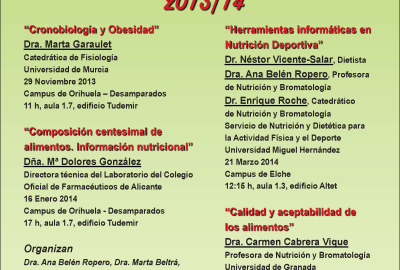 2013/14
“Cronobiología y Obesidad”
Dra. Marta Garaulet
Catedrática de Fisiología
Universidad de Murcia
29 Noviembre 2013
Campus de Orihuela – Desamparados
11 h, aula 1.7, edificio Tudemir
“Composición centesimal de
alimentos. Información nutricional”
Dña. Mª Dolores González
Directora técnica del Laboratorio del Colegio
Oficial de Farmacéuticos de Alicante
16 Enero 2014
Campus de Orihuela - Desamparados
17 h, aula 1.7, edificio Tudemir
Organizan
Dra. Ana Belén Ropero, Dra. Marta Beltrá,
“Herramientas informáticas en
Nutrición Deportiva”
Dr. Néstor Vicente-Salar, Dietista
Dra. Ana Belén Ropero, Profesora
de Nutrición y Bromatología
Dr. Enrique Roche, Catedrático
de Nutrición y Bromatología
Servicio de Nutrición y Dietética para
la Actividad Física y el Deporte
Universidad Miguel Hernández
21 Marzo 2014
Campus de Elche
12:15 h, aula 1.3, edificio Altet
“Calidad y aceptabilidad de
los alimentos”
Dra. Carmen Cabrera Vique
Profesora de Nutrición y Bromatología
Universidad de Granada